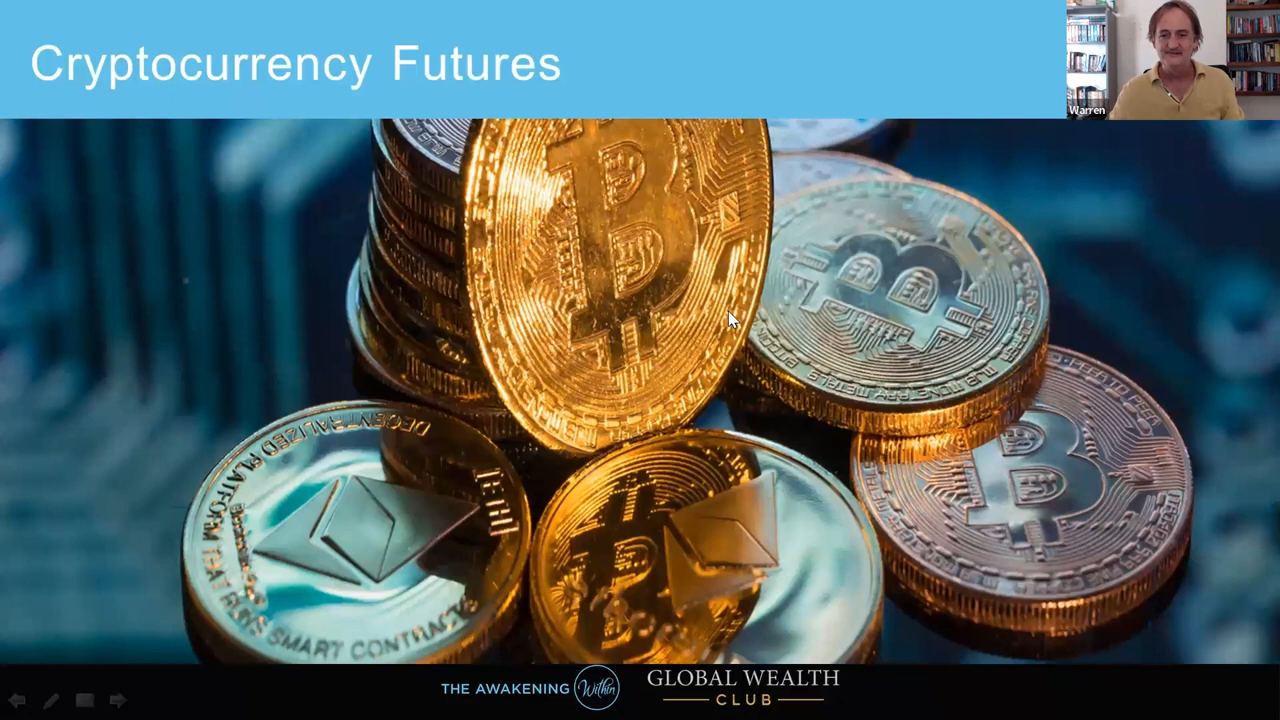 Cryptocurrency Futures
Warren
DECENTRALIZED PLATFORM THAT RUNS SMART CONTRACTS
THE AWAKENING Within
GLOBAL WEALTH
CLUB